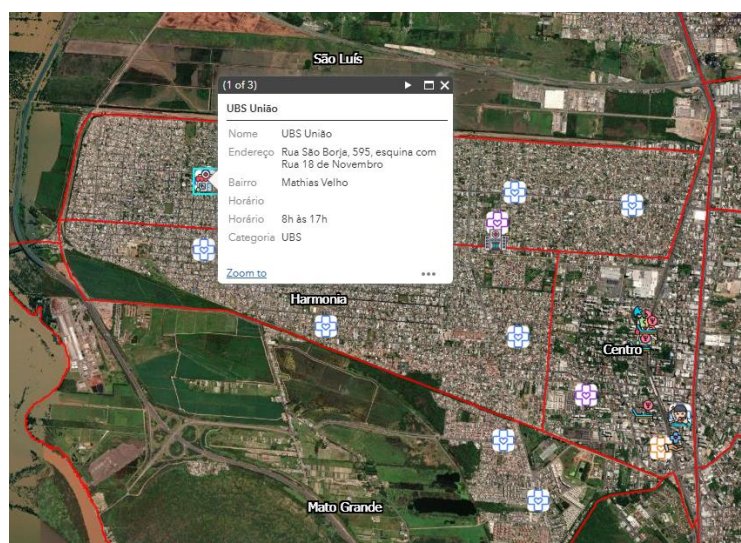 São Luís
(1 of 3)
UBS União
Nome UBS União
Endereço Rua São Borja, 595, esquina com
Rua 18 de Novembro
Bairro Mathias Velho
Horário
Horário 8h às 17h
Categoria UBS
Zoom to
Harmonia
Centro
Mato Grande